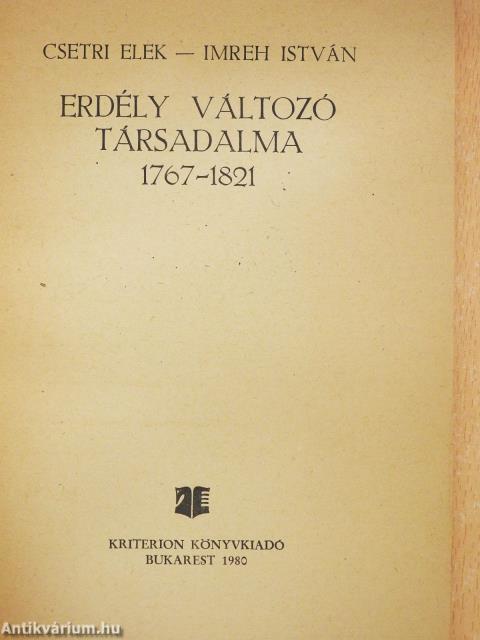 CSETRI ELEK — IMREH ISTVÁN
ERDÉLY VÁLTOZÓ
TÁRSADALMA
1767–1821
KRITERION KÖNYVKIADÓ
BUKAREST 1980
Antikvárium.hu